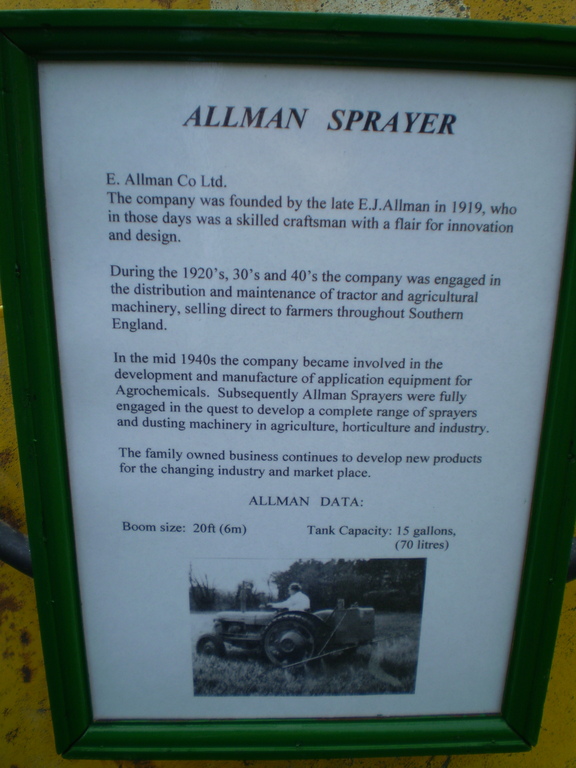 ALLMAN SPRAYER
E. Allman Co Ltd.
The company was founded by the late E.J.Allman in 1919, who
in those days was a skilled craftsman with a flair for innovation
and design.
During the 1920's, 30's and 40's the company was engaged in
the distribution and maintenance of tractor and agricultural
machinery, selling direct to farmers throughout Southern
England.
In the mid 1940s the company became involved in the
development and manufacture of application equipment for
Agrochemicals. Subsequently Allman Sprayers were fully
engaged in the quest to develop a complete range of sprayers
and dusting machinery in agriculture, horticulture and industry.
The family owned business continues to develop new products
for the changing industry and market place.
ALLMAN DATA:
Boom size: 20ft (6m) Tank Capacity: 15 gallons,
(70 litres)